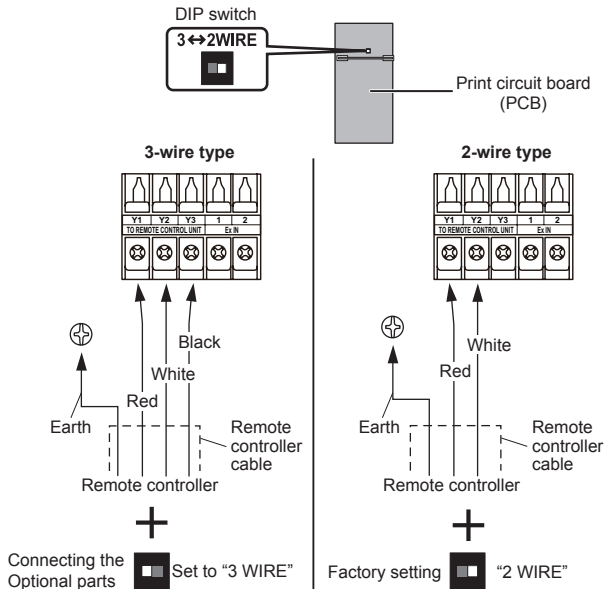 DIP switch
3↔2WIRE
Print circuit board
(PCB)
3-wire type
Y1 Y2 Y3 1 2
TO REMOTE CONTROL UNIT Ex IN
Black
White
Red
Earth
Remote
controller
cable
Remote controller
+
Connecting the
Optional parts
Set to “3 WIRE”
2-wire type
Y1 Y2 Y3 1 2
TO REMOTE CONTROL UNIT Ex IN
White
Red
Earth
Remote
controller
cable
Remote controller
+
Factory setting
“2 WIRE”